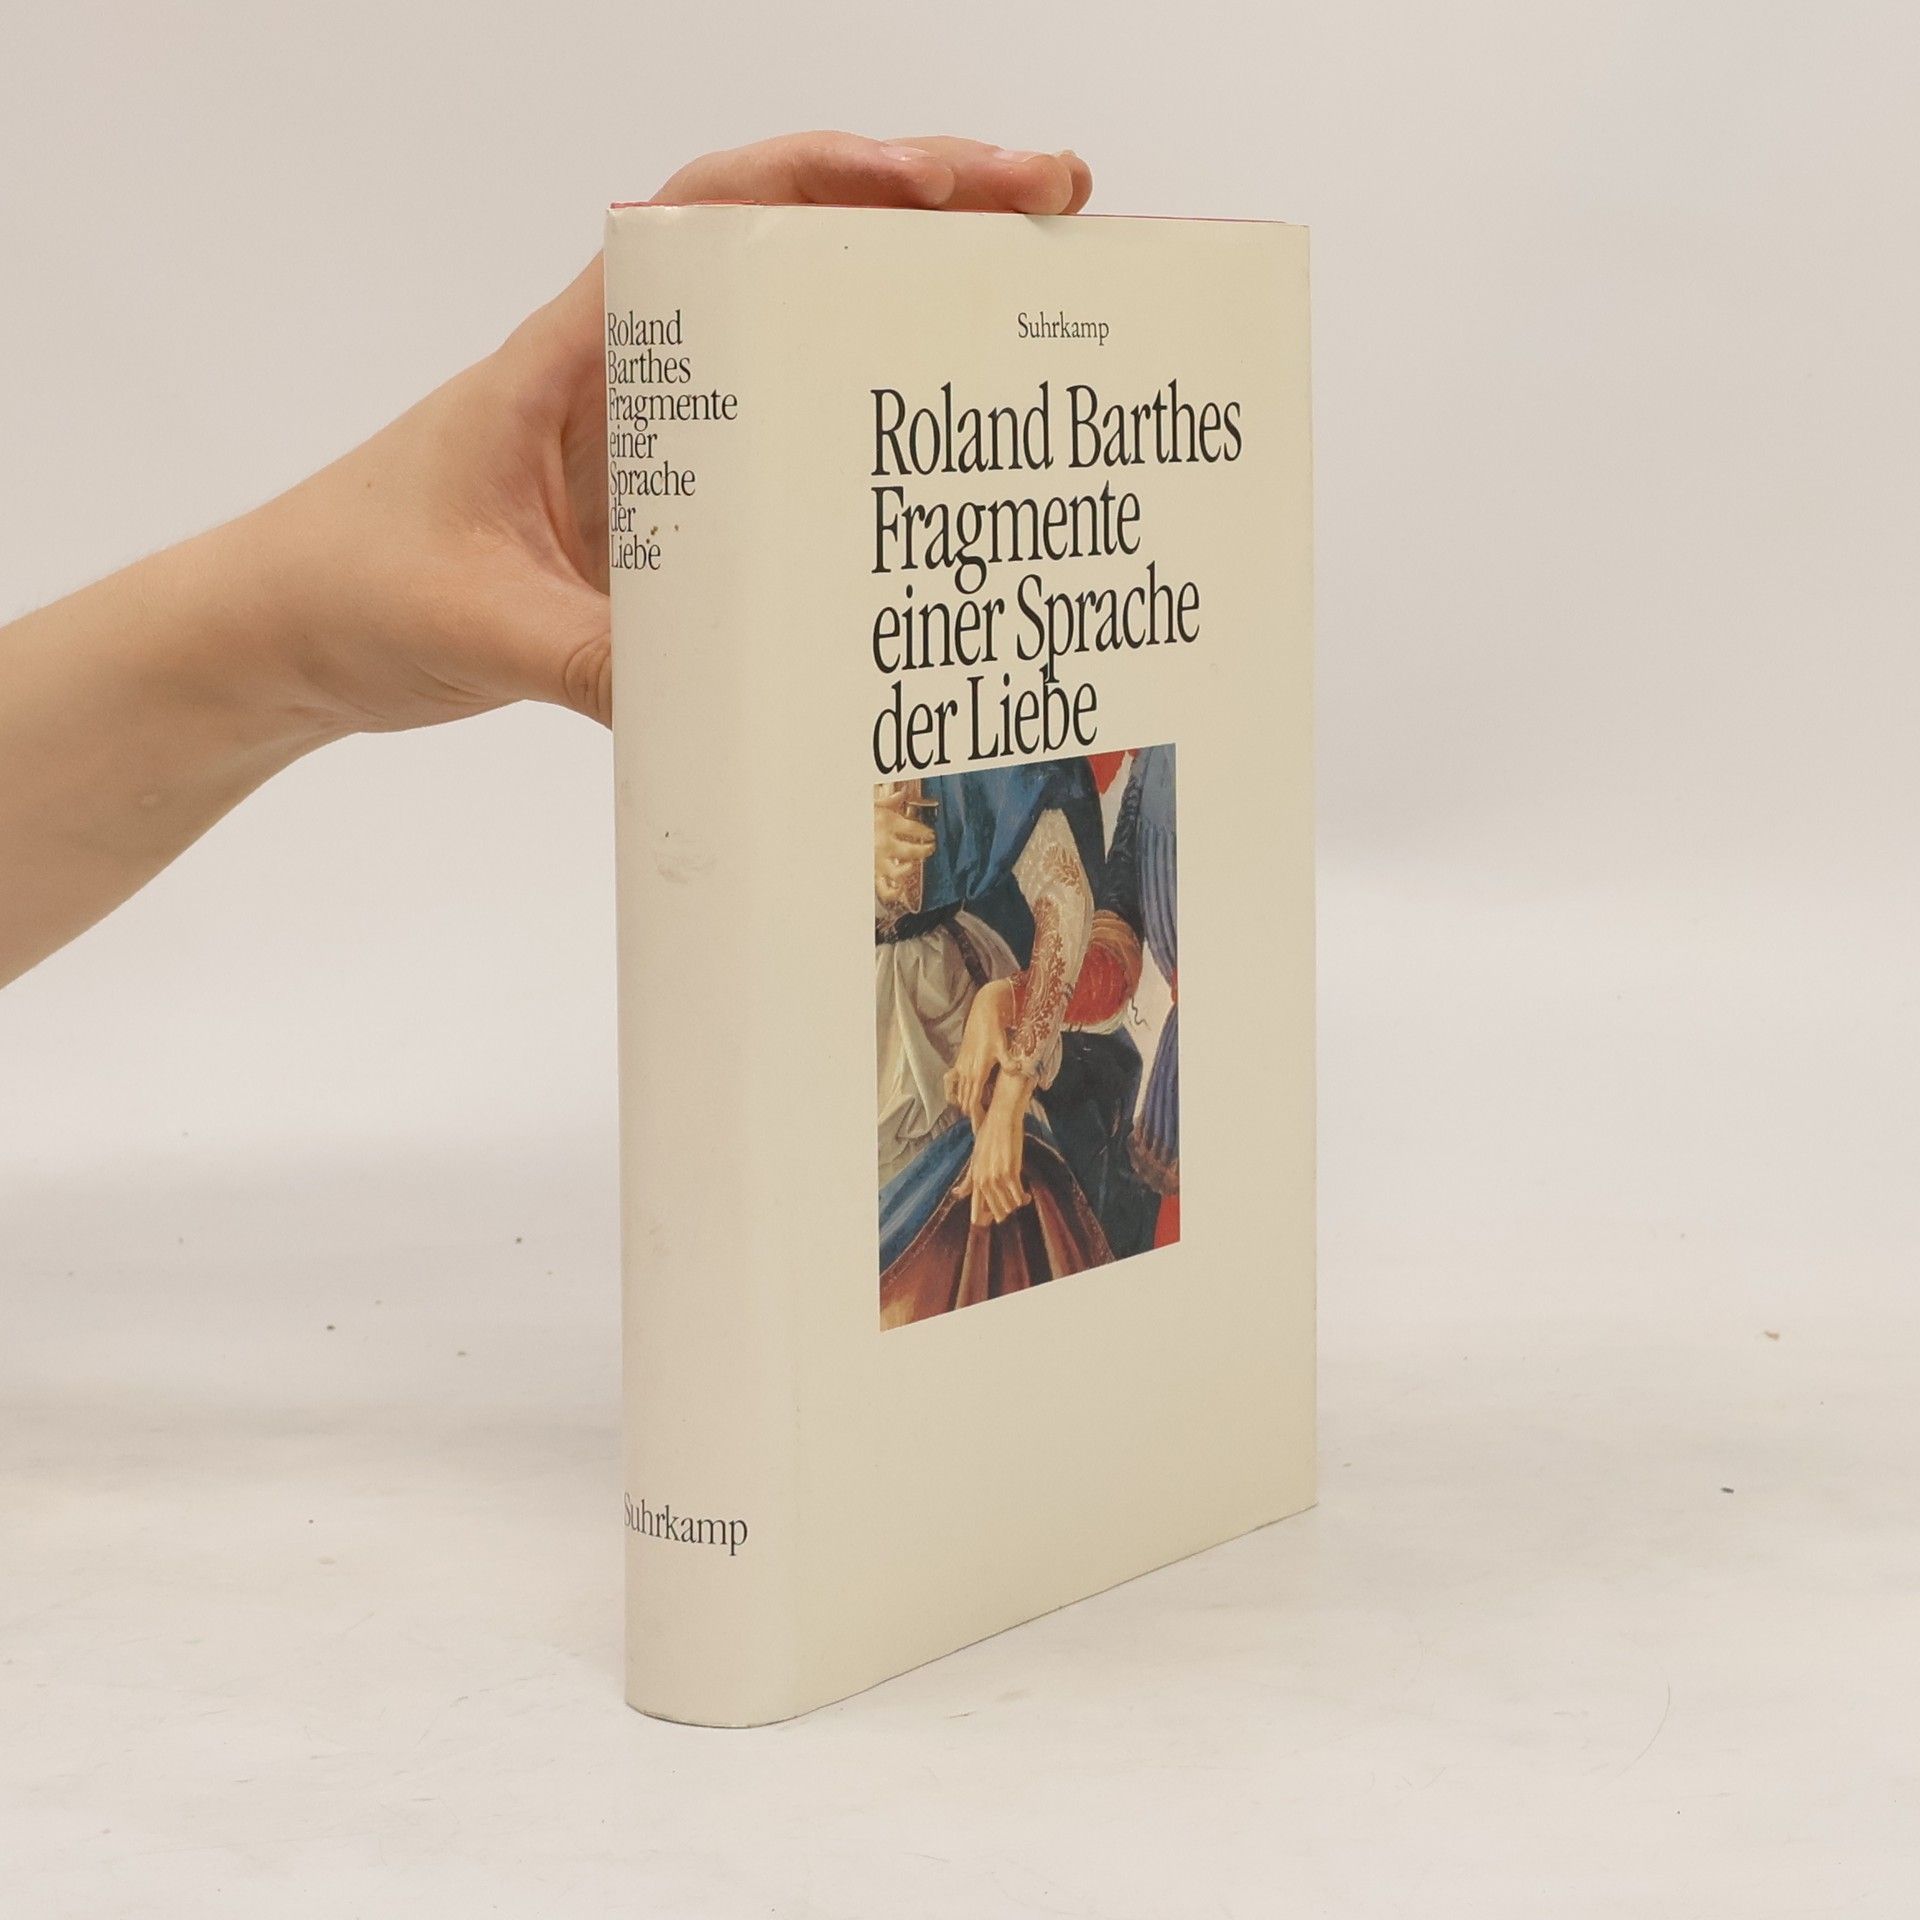 Roland
Barthes
Fragmente
einer
Sprache
der
Liebe
Suhrkamp
Suhrkamp
Roland Barthes
Fragmente
einer Sprache
der Liebe